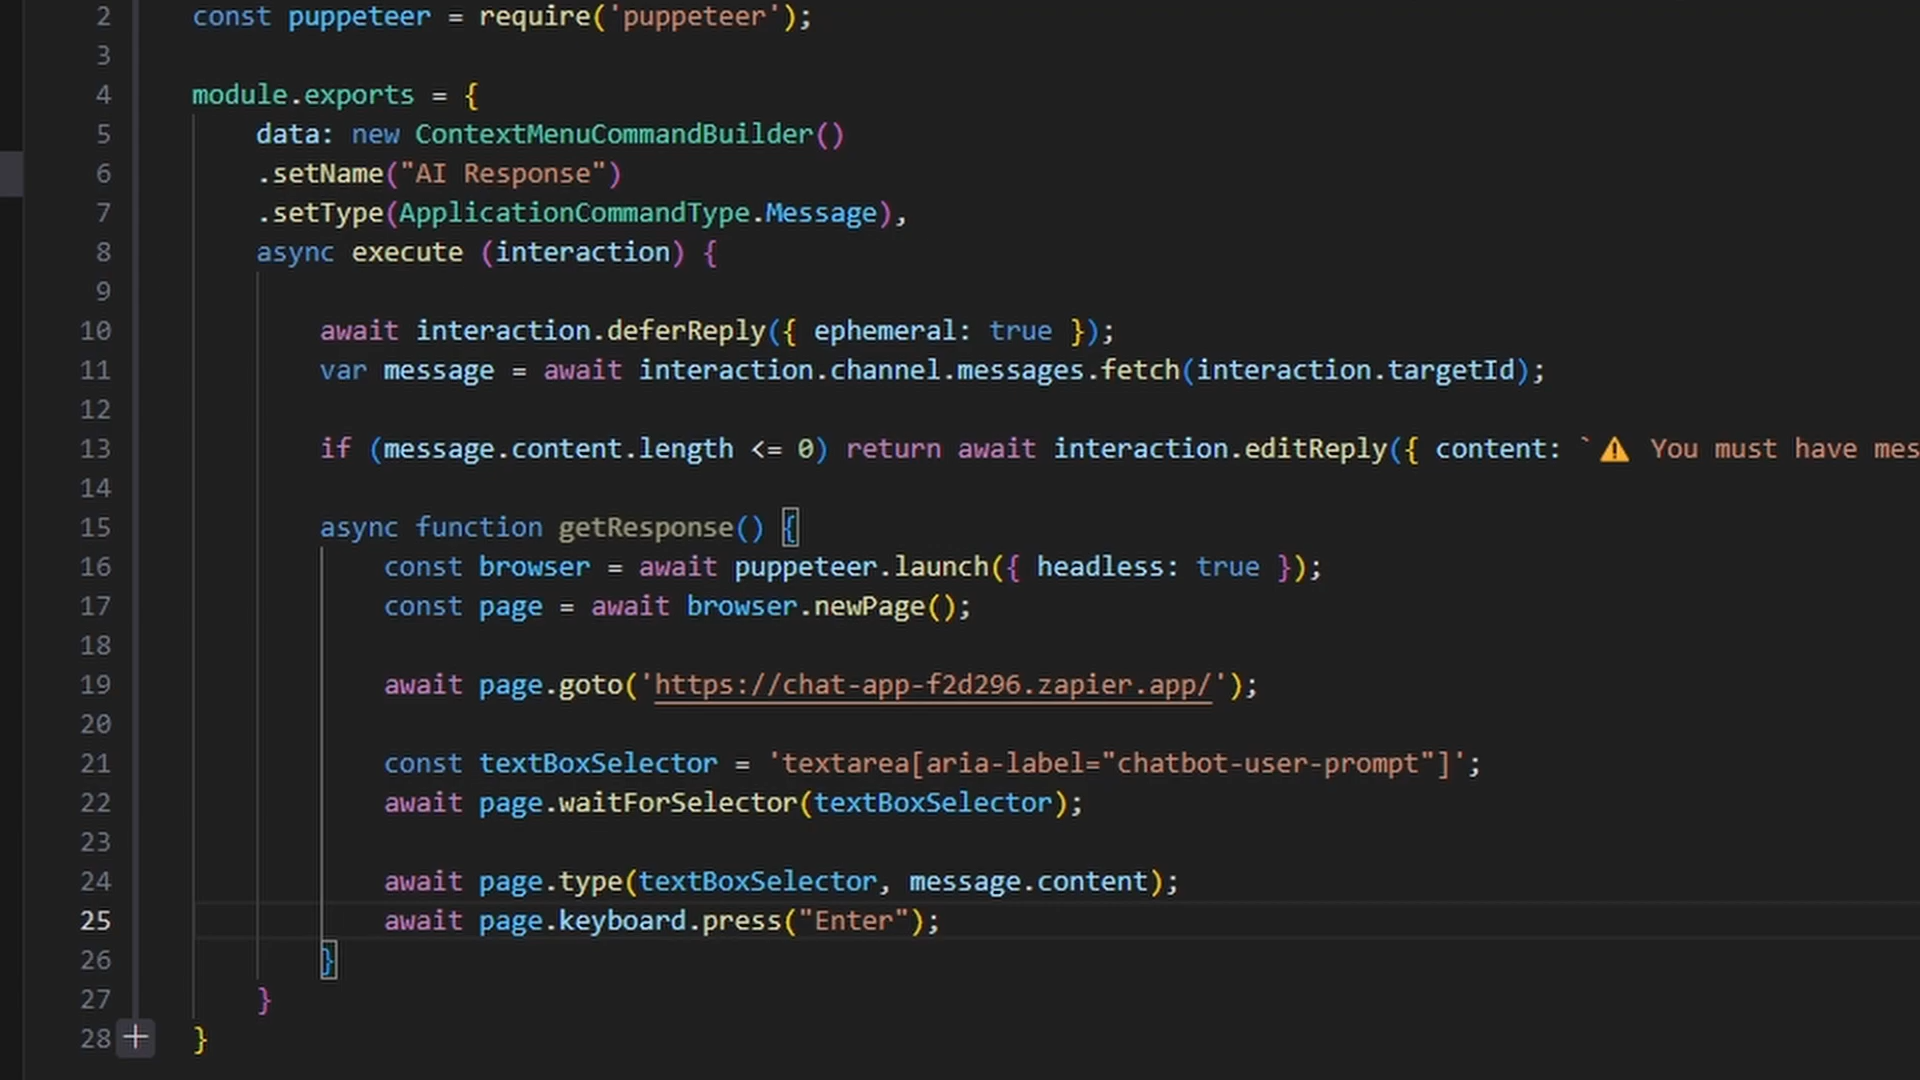 2 const puppeteer = require('puppeteer');
3
4 module.exports = {
5 data: new ContextMenuCommandBuilder()
6 .setName("AI Response")
7 .setType(ApplicationCommandType.Message),
8 async execute (interaction) {
9
10 await interaction.deferReply({ ephemeral: true });
11 var message = await interaction.channel.messages.fetch(interaction.targetId);
12
13 if (message.content.length <= 0) return await interaction.editReply({ content: `⚠️ You must have mes
14
15 async function getResponse() {
16 const browser = await puppeteer.launch({ headless: true });
17 const page = await browser.newPage();
18
19 await page.goto('https://chat-app-f2d296.zapier.app/');
20
21 const textBoxSelector = 'textarea[aria-label="chatbot-user-prompt"]';
22 await page.waitForSelector(textBoxSelector);
23
24 await page.type(textBoxSelector, message.content);
25 await page.keyboard.press("Enter");
26 }
27 }
28 + }